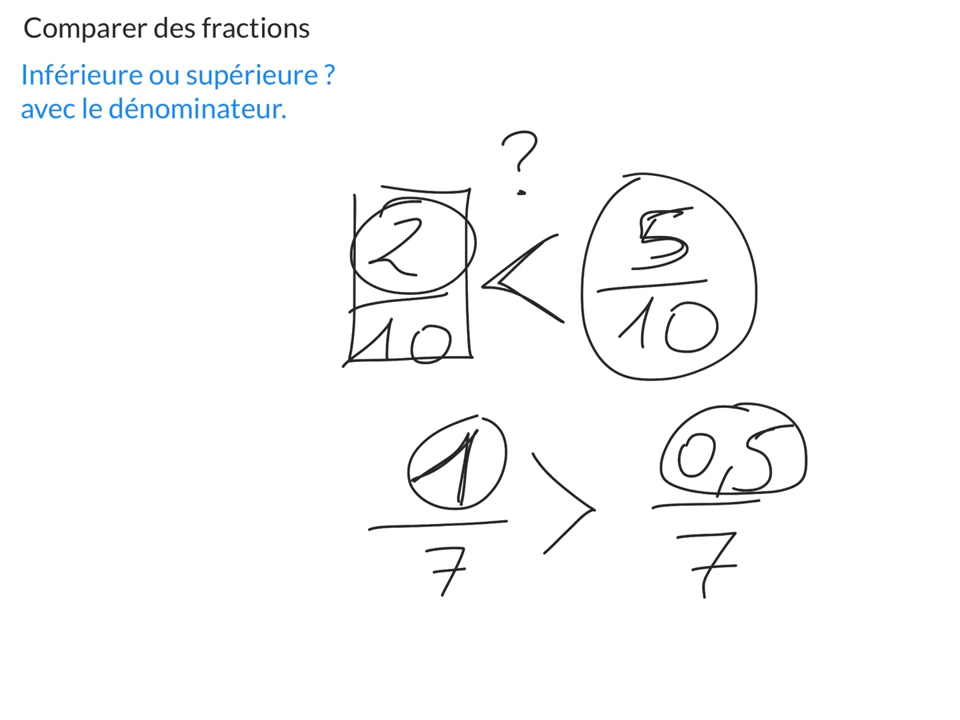 Comparer des fractions
Inférieure ou supérieure ?
avec le dénominateur.
?
2/10 < 5/10
1/7 > 0,5/7